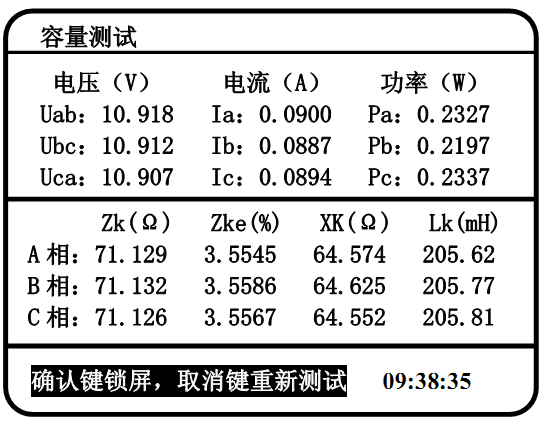 容量测试
电压（V） 电流（A） 功率（W）
Uab：10.918 Ia：0.0900 Pa：0.2327
Ubc：10.912 Ib：0.0887 Pb：0.2197
Uca：10.907 Ic：0.0894 Pc：0.2337
Zk(Ω) Zke(%) XK(Ω) Lk(mH)
A 相：71.129 3.5545 64.574 205.62
B 相：71.132 3.5586 64.625 205.77
C 相：71.126 3.5567 64.552 205.81
确认键锁屏，取消键重新测试 09:38:35